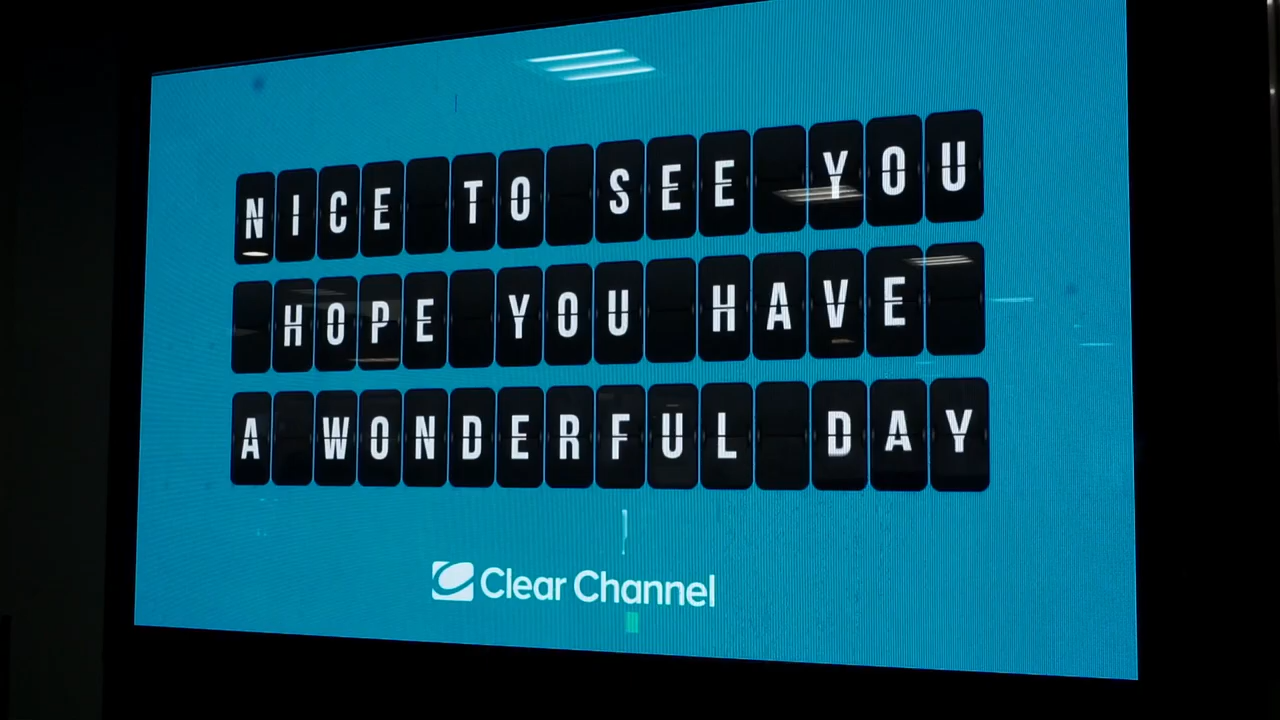 NICE TO SEE YOU
HOPE YOU HAVE
A WONDERFUL DAY
Clear Channel